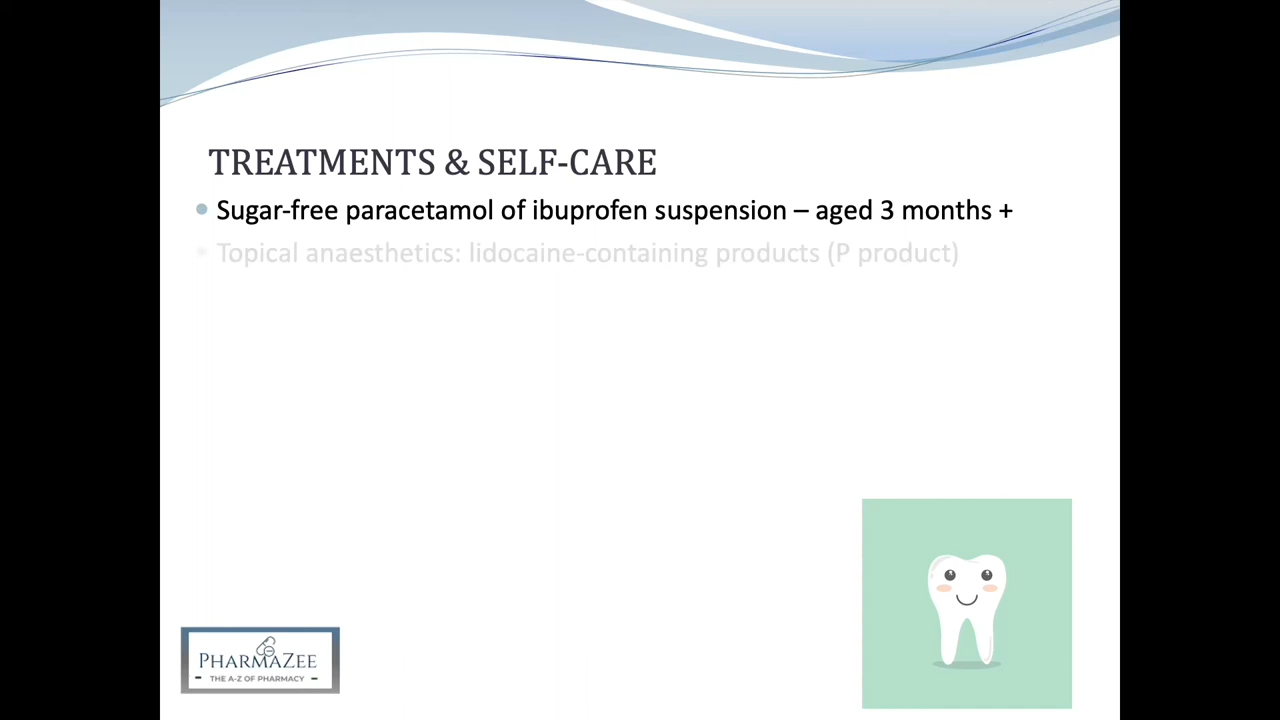 TREATMENTS & SELF-CARE
Sugar-free paracetamol of ibuprofen suspension – aged 3 months +
Topical anaesthetics: lidocaine-containing products (P product)
PHARMAZEE
- THE A-Z OF PHARMACY -